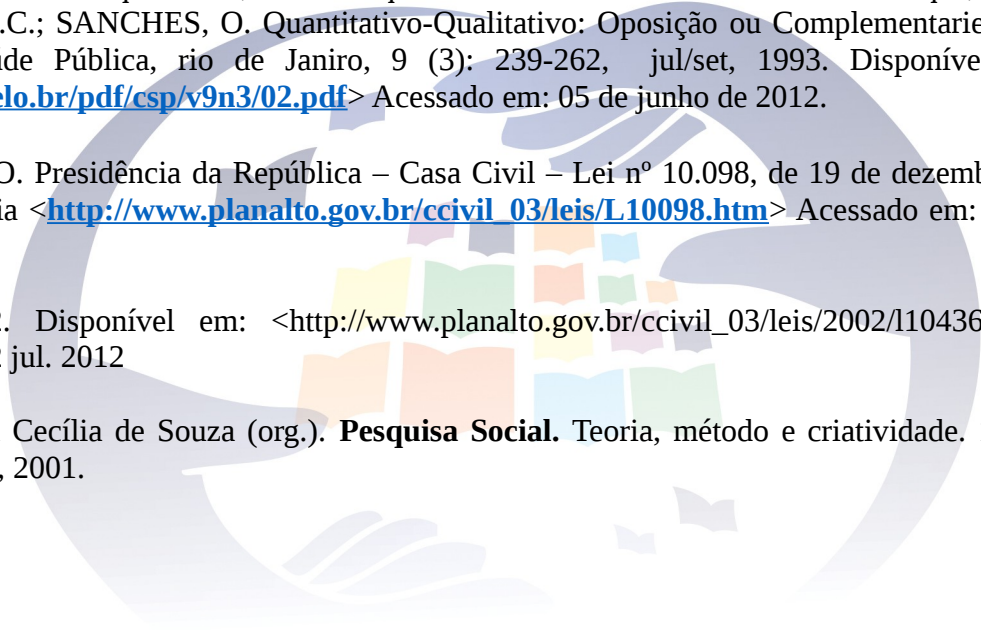 .C.; SANCHES, O. Quantitativo-Qualitativo: Oposição ou Complementarie
de Pública, rio de Janiro, 9 (3): 239-262, jul/set, 1993. Disponíve
elo.br/pdf/csp/v9n3/02.pdf> Acessado em: 05 de junho de 2012.
O. Presidência da República – Casa Civil – Lei nº 10.098, de 19 de dezemb
ia <http://www.planalto.gov.br/ccivil_03/leis/L10098.htm> Acessado em:
. Disponível em: <http://www.planalto.gov.br/ccivil_03/leis/2002/l10436
jul. 2012
Cecília de Souza (org.). Pesquisa Social. Teoria, método e criatividade.
, 2001.